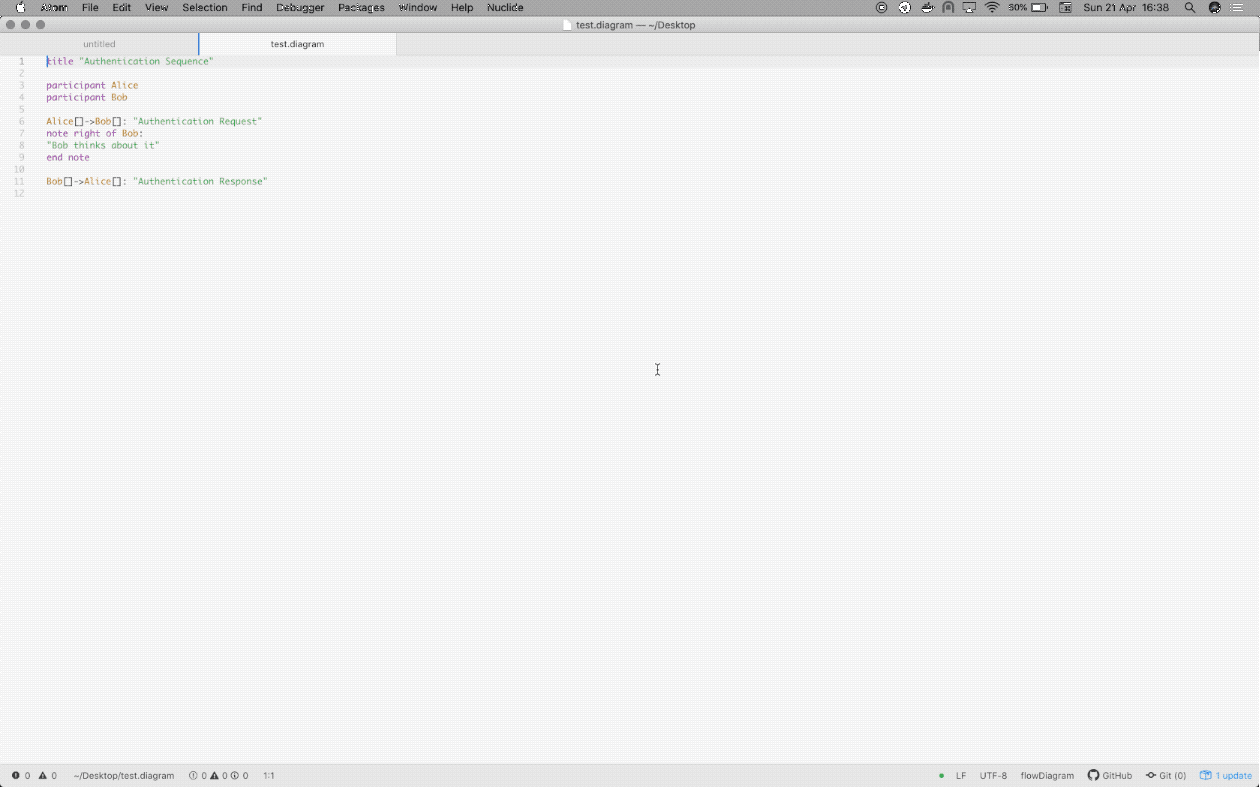 Atom File Edit View Selection Find Debugger Packages Window Help Nuclide 30% Sun 21 Apr 16:38
test.diagram — ~/Desktop
untitled test.diagram
1 title "Authentication Sequence"
2
3 participant Alice
4 participant Bob
5
6 Alice[]->Bob[]: "Authentication Request"
7 note right of Bob:
8 "Bob thinks about it"
9 end note
10
11 Bob[]->Alice[]: "Authentication Response"
12
0 0 ~/Desktop/test.diagram 0 0 0 1:1 LF UTF-8 flowDiagram GitHub Git (0) 1 update